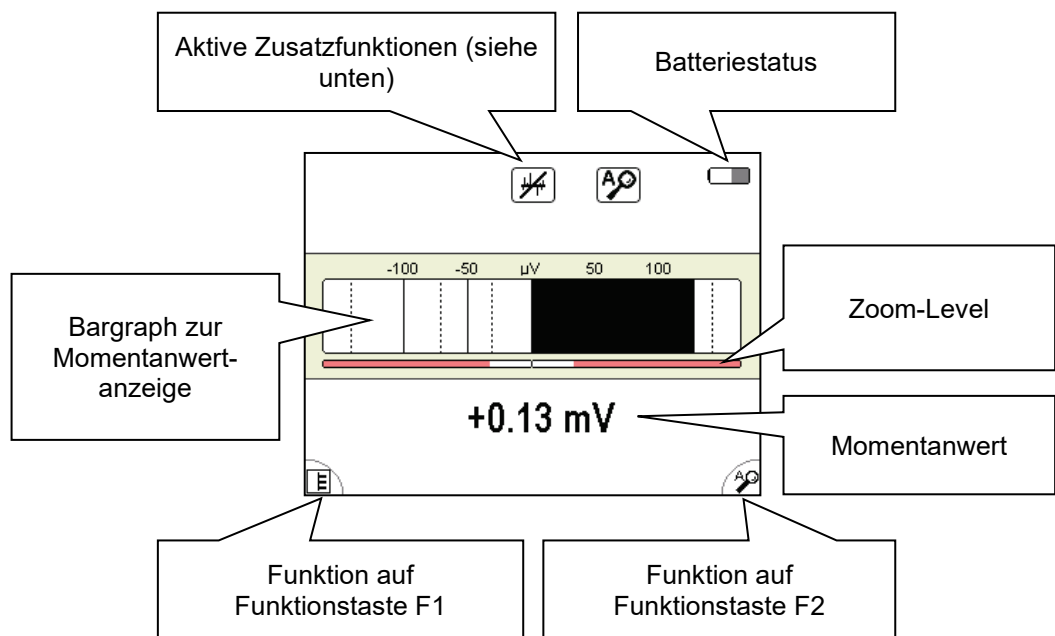 Aktive Zusatzfunktionen (siehe
unten)
Batteriestatus
A
-100 -50 µV 50 100
Bargraph zur
Momentanwert-
anzeige
Zoom-Level
+0.13 mV
Momentanwert
A
Funktion auf
Funktionstaste F1
Funktion auf
Funktionstaste F2